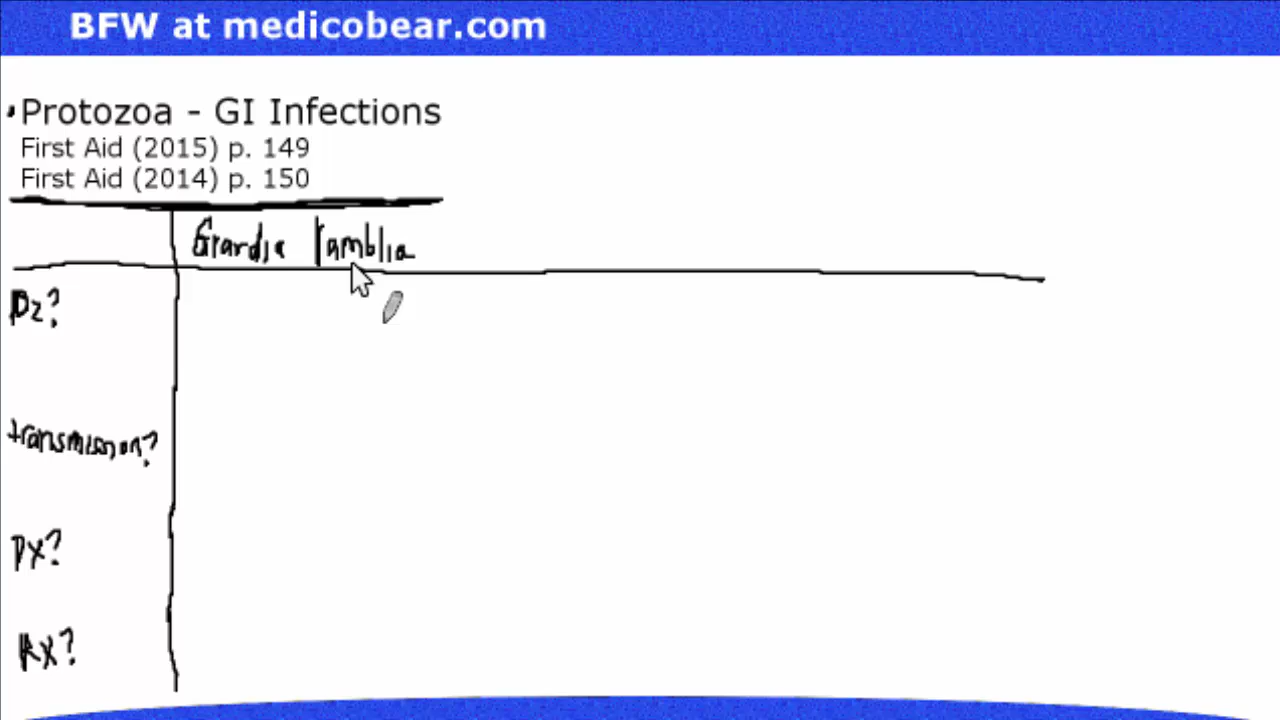 BFW at medicobear.com
Protozoa - GI Infections
First Aid (2015) p. 149
First Aid (2014) p. 150
Giardia lamblia
Dz?
transmission?
DX?
RX?